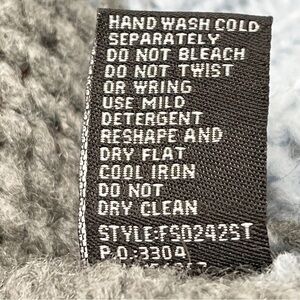 HAND WASH COLD
SEPARATELY
DO NOT BLEACH
DO NOT TWIST
OR WRING
USE MILD
DETERGENT
RESHAPE AND
DRY FLAT
COOL IRON
DO NOT
DRY CLEAN
STYLE:FSD242ST
P.O.:3304